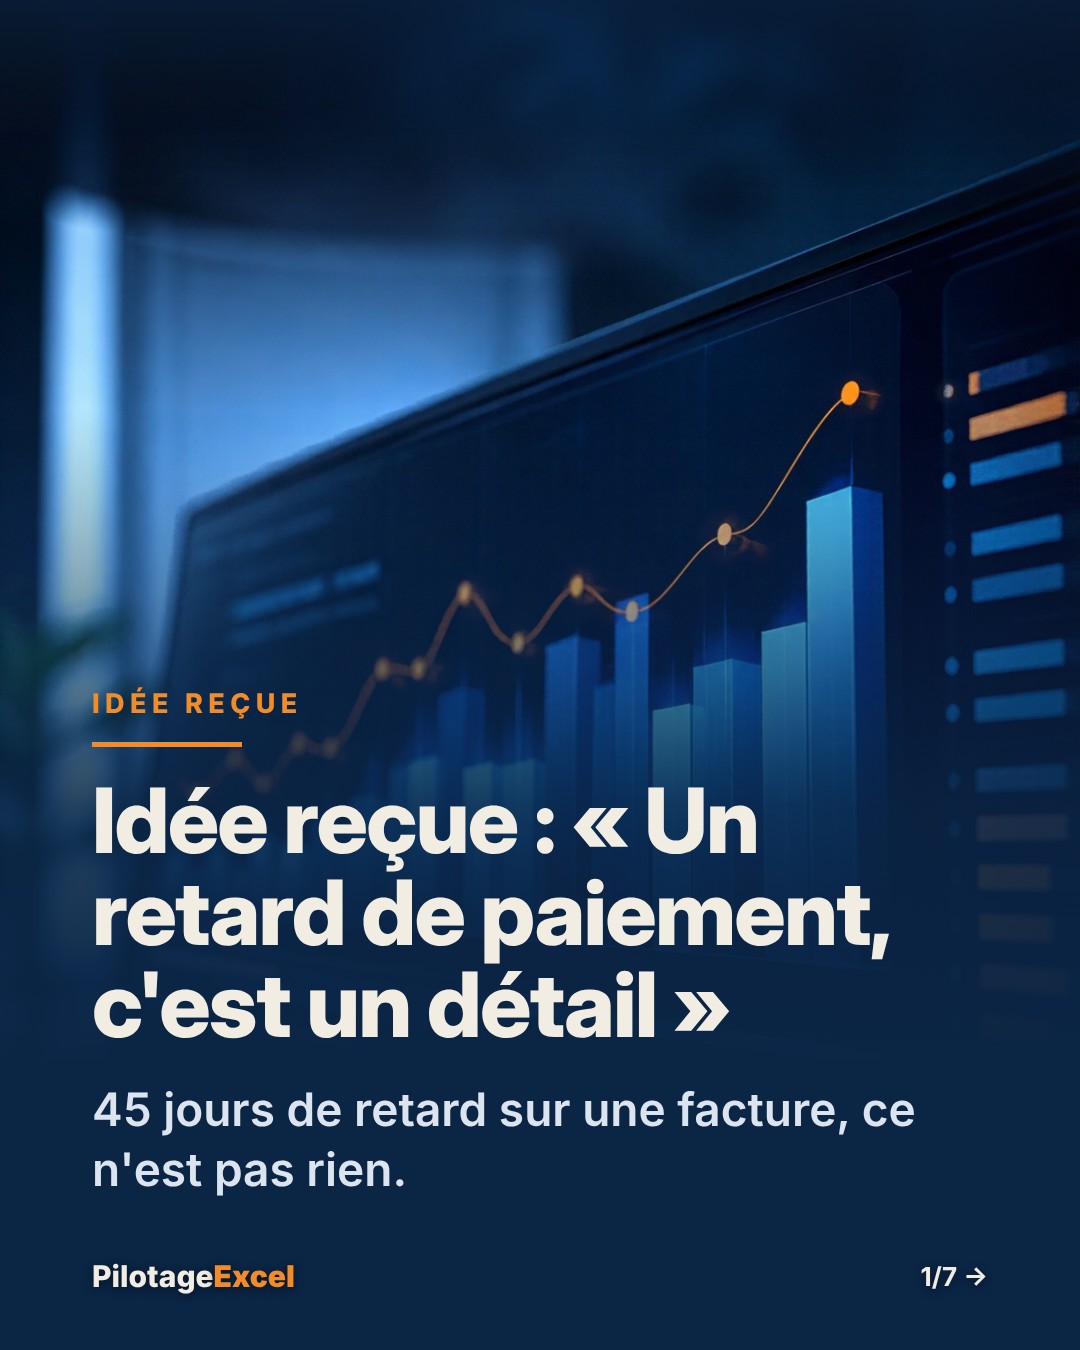 IDÉE REÇUE
Idée reçue : « Un
retard de paiement,
c'est un détail »
45 jours de retard sur une facture, ce
n'est pas rien.
PilotageExcel
1/7 →